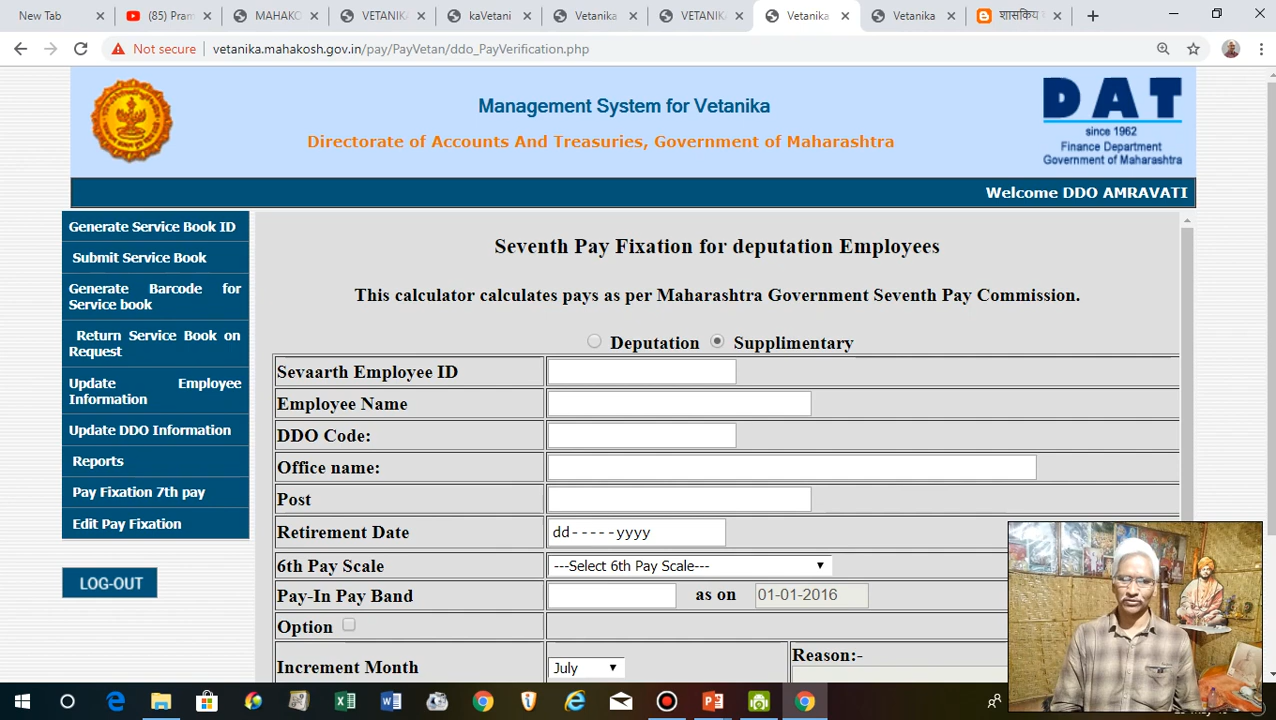 New Tab
(85) Pram
MAHAKO
VETANIKA
kaVetani
Vetanika
VETANIK
Vetanika
Vetanika
शासकिय
Not secure
vetanika.mahakosh.gov.in/pay/PayVetan/ddo_PayVerification.php
Management System for Vetanika
Directorate of Accounts And Treasuries, Government of Maharashtra
DAT
since 1962
Finance Department
Government of Maharashtra
Welcome DDO AMRAVATI
Generate Service Book ID
Submit Service Book
Generate Barcode for
Service book
Return Service Book on
Request
Update Employee
Information
Update DDO Information
Reports
Pay Fixation 7th pay
Edit Pay Fixation
LOG-OUT
Seventh Pay Fixation for deputation Employees
This calculator calculates pays as per Maharashtra Government Seventh Pay Commission.
Deputation Supplimentary
Sevaarth Employee ID
Employee Name
DDO Code:
Office name:
Post
Retirement Date dd-----yyyy
6th Pay Scale ---Select 6th Pay Scale---
Pay-In Pay Band as on 01-01-2016
Option
Increment Month July Reason:-